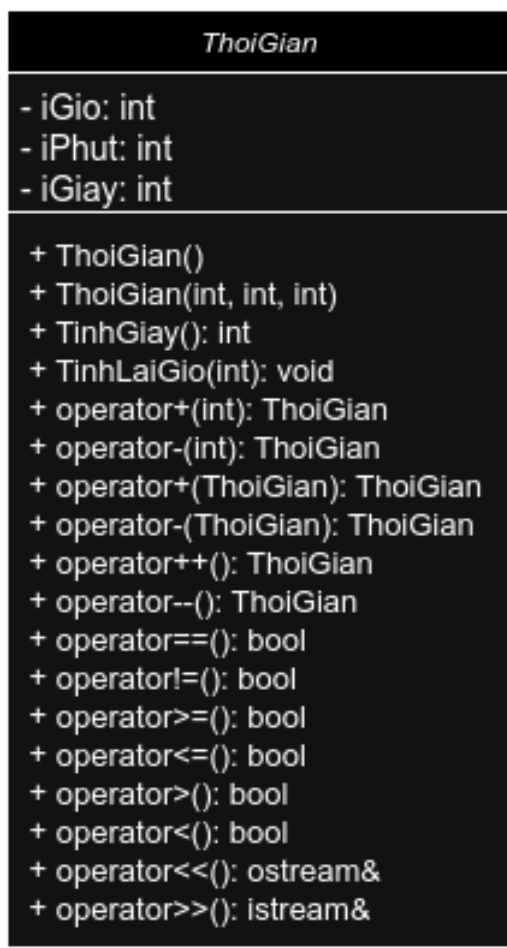 ThoiGian
- iGio: int
- iPhut: int
- iGiay: int
+ ThoiGian()
+ ThoiGian(int, int, int)
+ TinhGiay(): int
+ TinhLaiGio(int): void
+ operator+(int): ThoiGian
+ operator-(int): ThoiGian
+ operator+(ThoiGian): ThoiGian
+ operator-(ThoiGian): ThoiGian
+ operator++(): ThoiGian
+ operator--(): ThoiGian
+ operator==(): bool
+ operator!=(): bool
+ operator>=(): bool
+ operator<=(): bool
+ operator>(): bool
+ operator<(): bool
+ operator<<(): ostream&
+ operator>>(): istream&